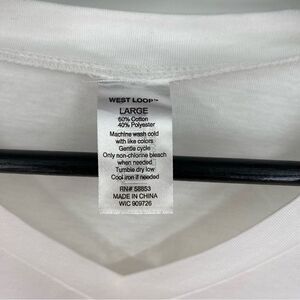 WEST LOOP™
LARGE
60% Cotton
40% Polyester
Machine wash cold
with like colors
Gentle cycle
Only non-chlorine bleach
when needed
Tumble dry low
Cool iron if needed
RN# 58853
MADE IN CHINA
WIC 909726